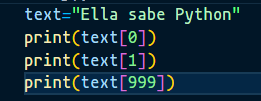 text="Ella sabe Python"
print(text[0])
print(text[1])
print(text[999])